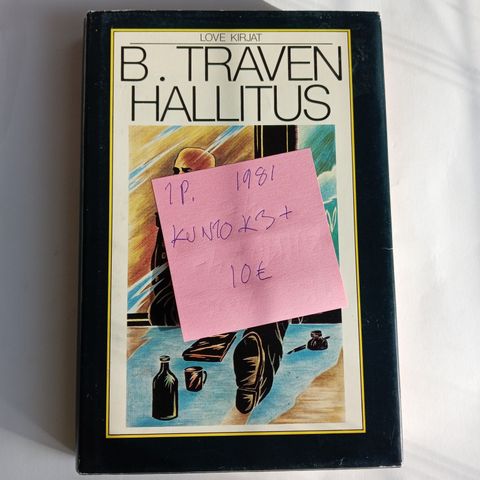 LOVE KIRJAT
B. TRAVEN
HALLITUS
1P. 1981
KUNTO K3+
10€